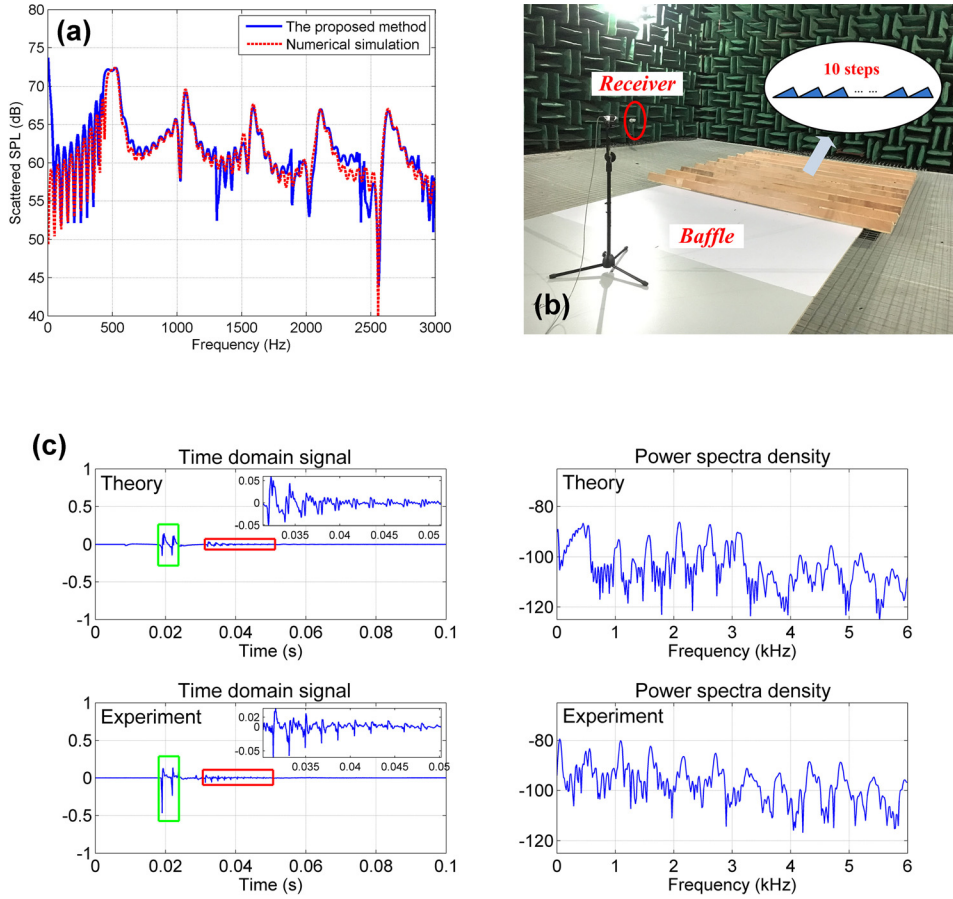 (a)
The proposed method
Numerical simulation
Scattered SPL (dB)
80
75
70
65
60
55
50
45
40
0 500 1000 1500 2000 2500 3000
Frequency (Hz)
(b)
Receiver
10 steps
... ...
Baffle
(c)
Time domain signal
Theory
1
0.5
0
-0.5
-1
0.05
0
-0.05
0.035 0.04 0.045 0.05
0 0.02 0.04 0.06 0.08 0.1
Time (s)
Power spectra density
Theory
-80
-100
-120
0 1 2 3 4 5 6
Frequency (kHz)
Time domain signal
Experiment
1
0.5
0
-0.5
-1
0.02
0
-0.05
0.035 0.04 0.045 0.05
0 0.02 0.04 0.06 0.08 0.1
Time (s)
Power spectra density
Experiment
-80
-100
-120
0 1 2 3 4 5 6
Frequency (kHz)